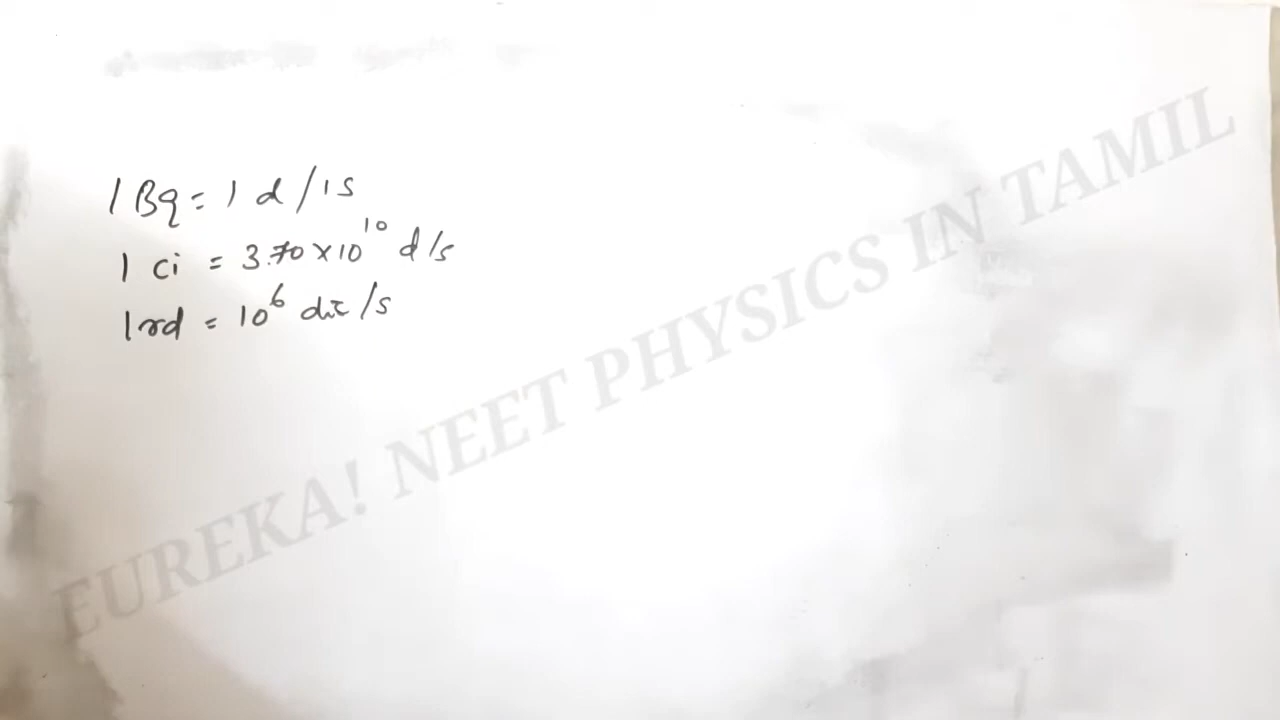 1 Bq = 1 d/1s
1 ci = 3.70 × 10^10 d/s
1 rd = 10^6 dis/s
EUREKA! NEET PHYSICS IN TAMIL